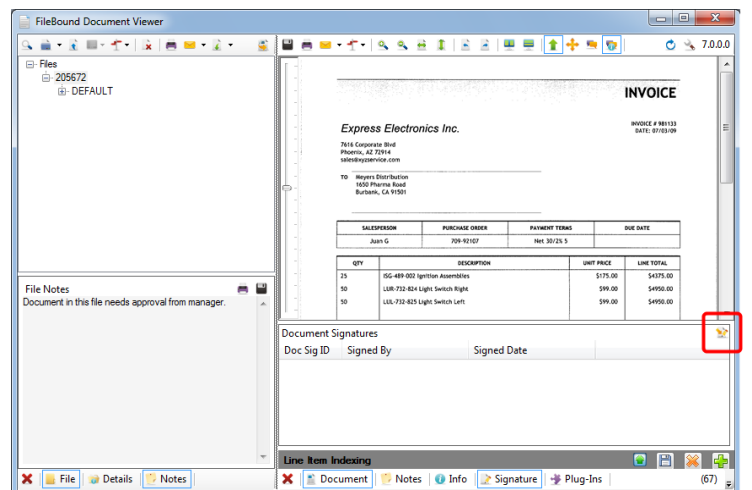 FileBound Document Viewer
7.0.0.0
Files
205672
DEFAULT
INVOICE
Express Electronics Inc.
INVOICE # 981133
DATE: 07/03/09
7616 Corporate Blvd
Phoenix, AZ 72914
sales@xyzservice.com
TO Meyers Distribution
1650 Pharma Road
Burbank, CA 91501
SALESPERSON PURCHASE ORDER PAYMENT TERMS DUE DATE
Juan G 709-92107 Net 30/2% 5
QTY DESCRIPTION UNIT PRICE LINE TOTAL
25 ISG-489-002 Ignition Assemblies $175.00 $4375.00
50 LUR-732-824 Light Switch Right $99.00 $4950.00
50 LUL-732-825 Light Switch Left $99.00 $4950.00
File Notes
Document in this file needs approval from manager.
Document Signatures
Doc Sig ID Signed By Signed Date
Line Item Indexing
File Details Notes
Document Notes Info Signature Plug-Ins (67)